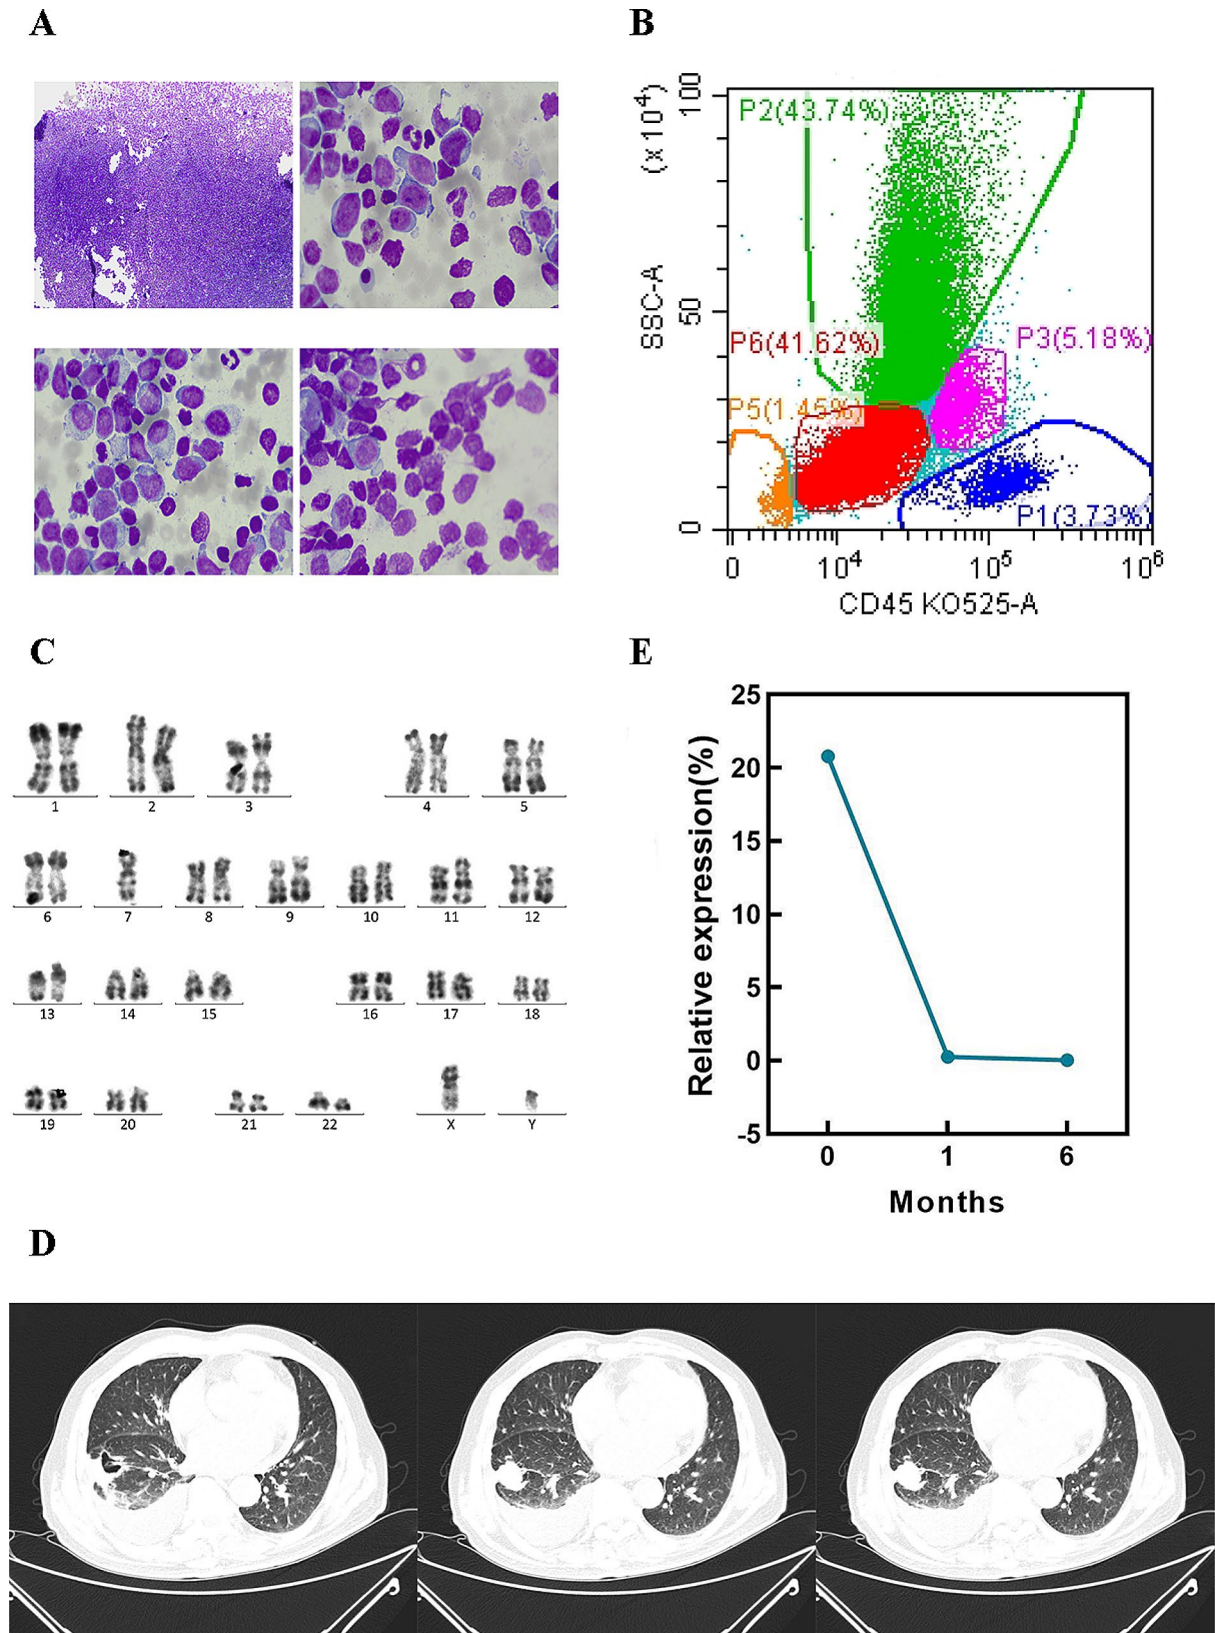 A
B
P2(43.74%)
P6(41.62%)
P3(5.18%)
P5(1.45%)
P1(3.73%)
SSC-A (x 10⁴)
0
50
100
0
10⁴
10⁵
10⁶
CD45 KO525-A
C
1 2 3 4 5
6 7 8 9 10 11 12
13 14 15 16 17 18
19 20 21 22 X Y
E
Relative expression(%)
25
20
15
10
5
0
-5
0 1 6
Months
D